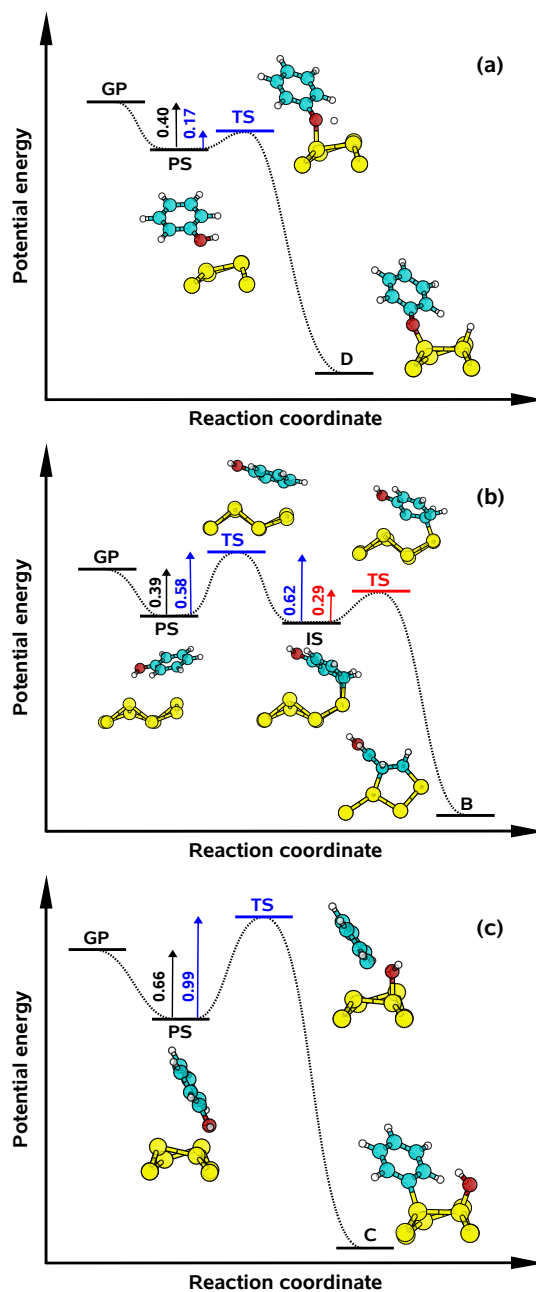 (a)
GP
0.40
0.17
TS
PS
D
Potential energy
Reaction coordinate
(b)
GP
0.39
0.58
TS
PS
0.62
0.29
TS
IS
B
Potential energy
Reaction coordinate
(c)
TS
GP
0.66
0.99
PS
C
Potential energy
Reaction coordinate